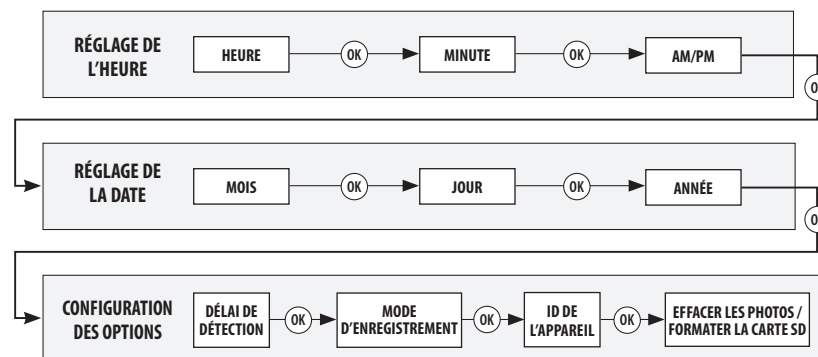 RÉGLAGE DE
L'HEURE
HEURE
OK
MINUTE
OK
AM/PM
RÉGLAGE DE
LA DATE
MOIS
OK
JOUR
OK
ANNÉE
CONFIGURATION
DES OPTIONS
DÉLAI DE
DÉTECTION
OK
MODE
D'ENREGISTREMENT
OK
ID DE
L'APPAREIL
OK
EFFACER LES PHOTOS /
FORMATER LA CARTE SD